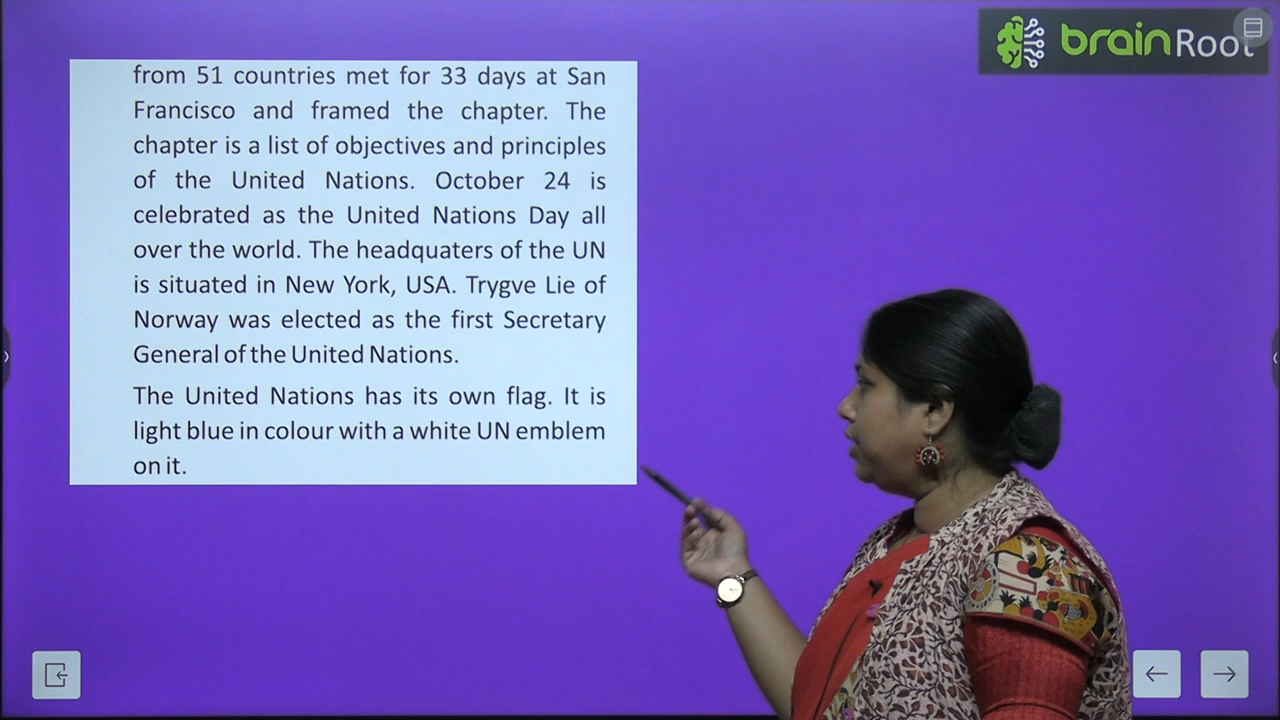 brainRoot
from 51 countries met for 33 days at San
Francisco and framed the chapter. The
chapter is a list of objectives and principles
of the United Nations. October 24 is
celebrated as the United Nations Day all
over the world. The headquaters of the UN
is situated in New York, USA. Trygve Lie of
Norway was elected as the first Secretary
General of the United Nations.
The United Nations has its own flag. It is
light blue in colour with a white UN emblem
on it.